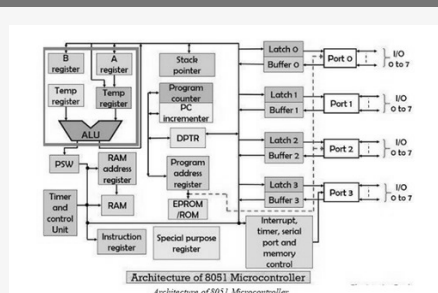 B
register
A
register
Temp
register
Temp
register
ALU
PSW
RAM
address
register
RAM
Timer
and
control
Unit
Instruction
register
Stack
pointer
Program
counter
PC
incrementer
DPTR
Program
address
register
EPROM
/ROM
Special purpose
register
Latch 0
Buffer 0
Port 0
I/O
0 to 7
Latch 1
Buffer 1
Port 1
I/O
0 to 7
Latch 2
Buffer 2
Port 2
I/O
0 to 7
Latch 3
Buffer 3
Port 3
I/O
0 to 7
Interrupt,
timer, serial
port and
memory
control
Architecture of 8051 Microcontroller
Architecture of 8051 Microcontroller